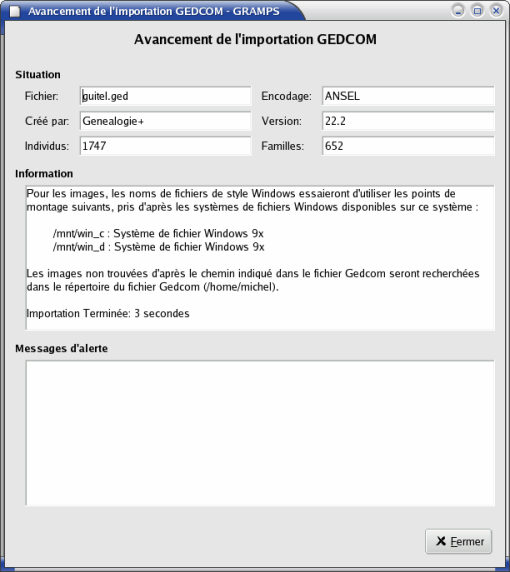 Avancement de l'importation GEDCOM - GRAMPS
Avancement de l'importation GEDCOM
Situation
Fichier: guitel.ged Encodage: ANSEL
Créé par: Genealogie+ Version: 22.2
Individus: 1747 Familles: 652
Information
Pour les images, les noms de fichiers de style Windows essaieront d'utiliser les points de
montage suivants, pris d'après les systèmes de fichiers Windows disponibles sur ce système :
/mnt/win_c : Système de fichier Windows 9x
/mnt/win_d : Système de fichier Windows 9x
Les images non trouvées d'après le chemin indiqué dans le fichier Gedcom seront recherchées
dans le répertoire du fichier Gedcom (/home/michel).
Importation Terminée: 3 secondes
Messages d'alerte
Fermer